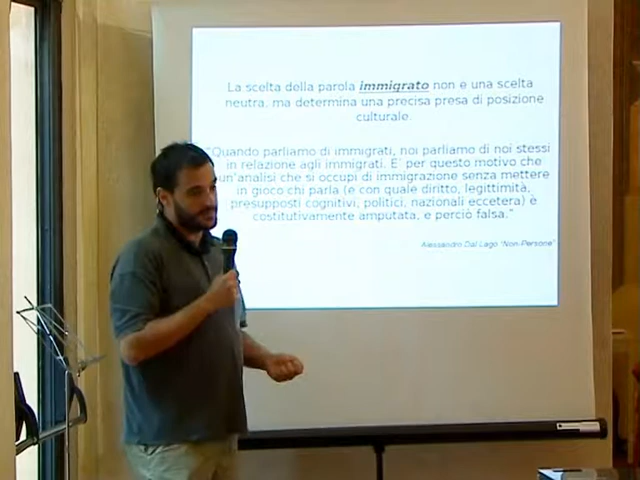 La scelta della parola immigrato non e una scelta
neutra, ma determina una precisa presa di posizione
culturale.
"Quando parliamo di immigrati, noi parliamo di noi stessi
in relazione agli immigrati. E` per questo motivo che
un'analisi che si occupi di immigrazione senza mettere
in gioco chi parla (e con quale diritto, legittimità,
presupposti cognitivi, politici, nazionali eccetera) è
costitutivamente amputata, e perciò falsa."
Alessandro Dal Lago "Non-Persone"